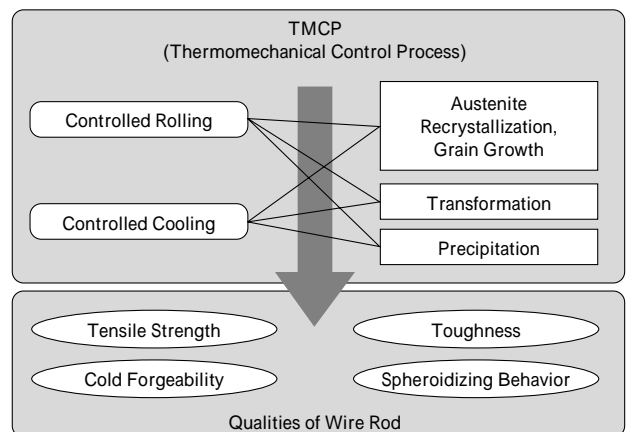 TMCP
(Thermomechanical Control Process)
Controlled Rolling
Controlled Cooling
Austenite
Recrystallization,
Grain Growth
Transformation
Precipitation
Tensile Strength
Toughness
Cold Forgeability
Spheroidizing Behavior
Qualities of Wire Rod